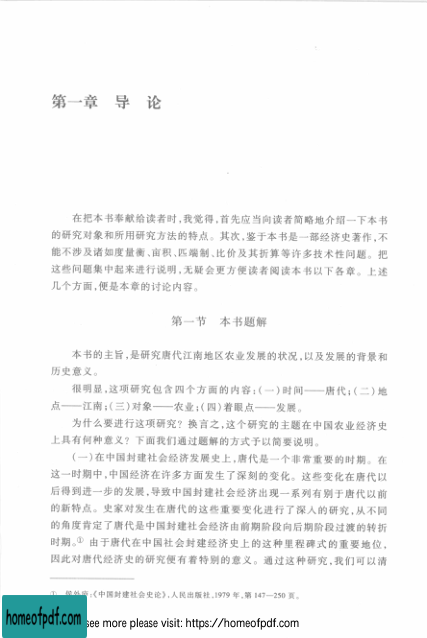 第一章 导 论
在把本书奉献给读者时,我觉得,首先应当向读者简略地介绍一下本书
的研究对象和所用研究方法的特点。其次,鉴于本书是一部经济史著作,不
能不涉及诸如度量衡、亩积、匹端制、比价及其折算等许多技术性问题。把
这些问题集中起来进行说明,无疑会更方便读者阅读本书以下各章。上述
几个方面,便是本章的讨论内容。
第一节 本书题解
本书的主旨,是研究唐代江南地区农业发展的状况,以及发展的背景和
历史意义。
很明显,这项研究包含四个方面的内容:(一)时间——唐代;(二)地
点——江南;(三)对象——农业;(四)着眼点——发展。
为什么要进行这项研究?换言之,这个研究的主题在中国农业经济史
上具有何种意义?下面我们通过题解的方式予以简要说明。
(一)在中国封建经济发展史上,唐代是一个非常重要的时期。在
这一时期中,中国经济在许多方面发生了深刻的变化。这些变化在唐代以
后得到进一步的发展,导致中国封建社会经济出现一系列有别于唐代以前
的新特点。史家对发生在唐代的这些重要变化进行了深入的研究,从不同
的角度肯定了唐代是中国封建社会经济由前期阶段向后期阶段过渡的转折
时期。① 由于唐代在中国社会封建经济史上的这种里程碑式的重要地位,
因此对唐代经济史的研究便有着特别的意义。通过这种研究,我们可以清
《中国封建社会史论》,人民出版社,1979 年,第 147—250 页。
homeofpdf.com
see more please visit: https://homeofpdf.com